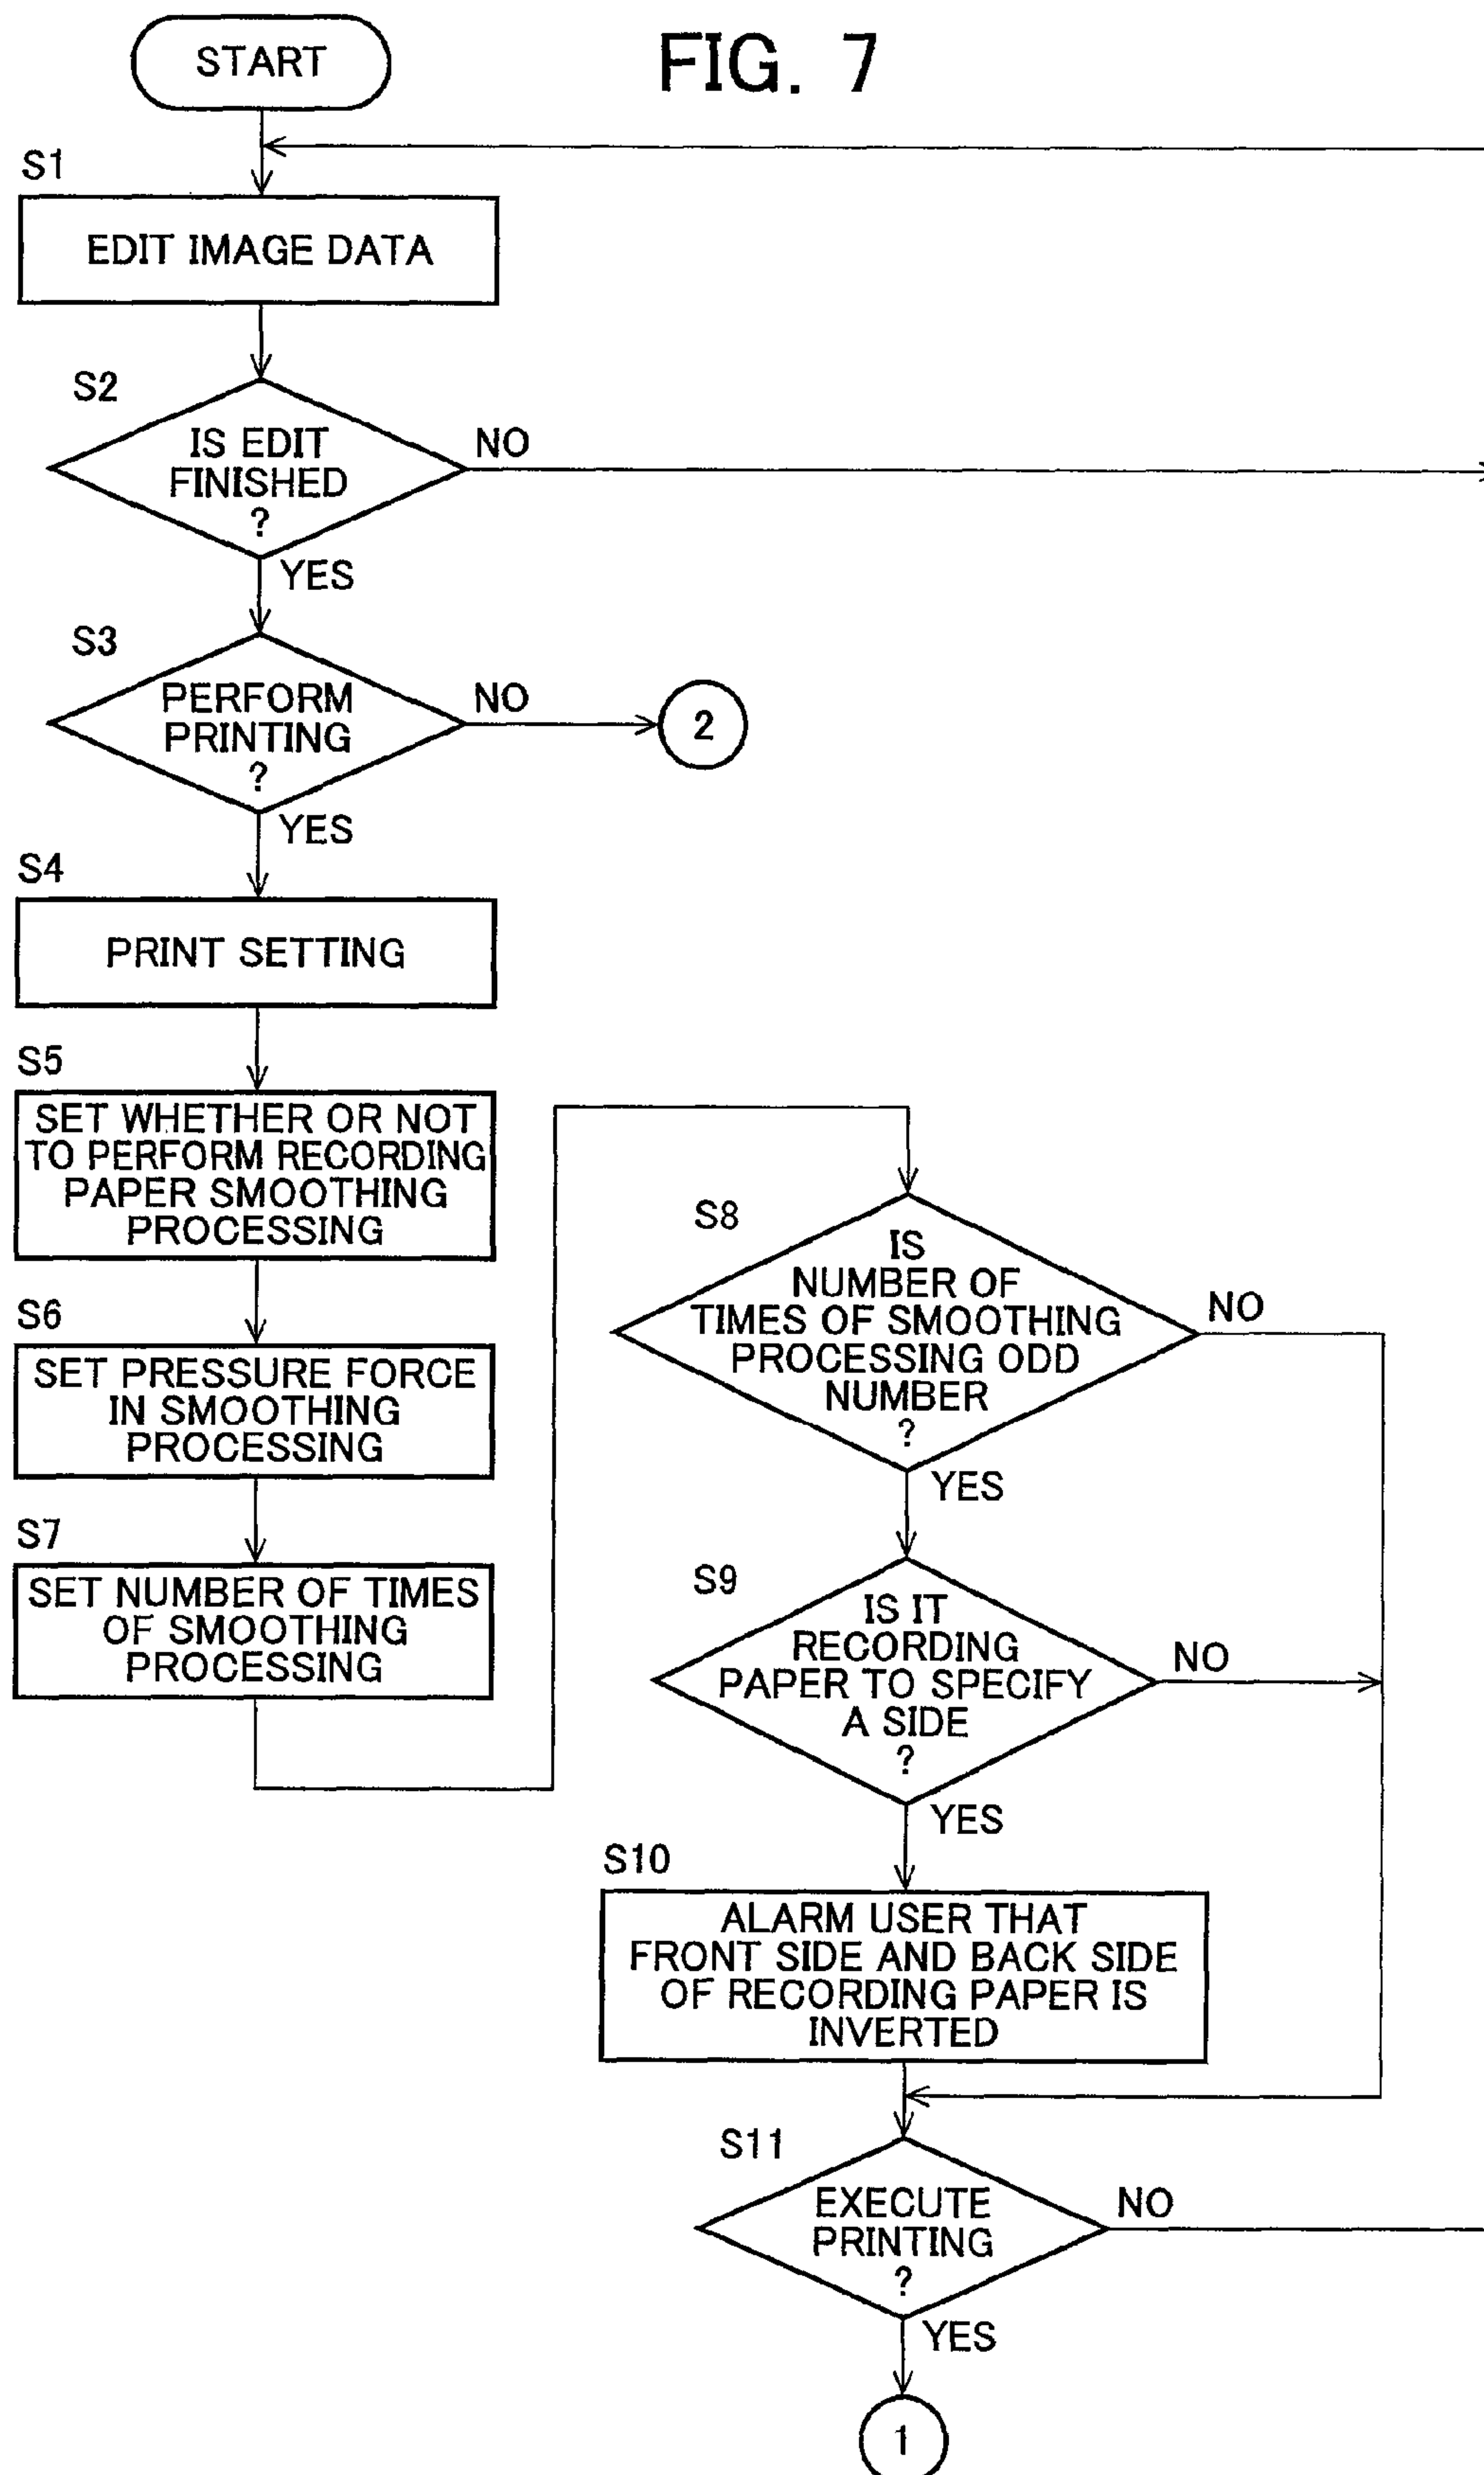 FIG. 7
START
S1
EDIT IMAGE DATA
S2
IS EDIT
FINISHED
?
NO
YES
S3
PERFORM
PRINTING
?
NO
2
YES
S4
PRINT SETTING
S5
SET WHETHER OR NOT
TO PERFORM RECORDING
PAPER SMOOTHING
PROCESSING
S6
SET PRESSURE FORCE
IN SMOOTHING
PROCESSING
S7
SET NUMBER OF TIMES
OF SMOOTHING
PROCESSING
S8
IS
NUMBER OF
TIMES OF SMOOTHING
PROCESSING ODD
NUMBER
?
NO
YES
S9
IS IT
RECORDING
PAPER TO SPECIFY
A SIDE
?
NO
YES
S10
ALARM USER THAT
FRONT SIDE AND BACK SIDE
OF RECORDING PAPER IS
INVERTED
S11
EXECUTE
PRINTING
?
NO
YES
1